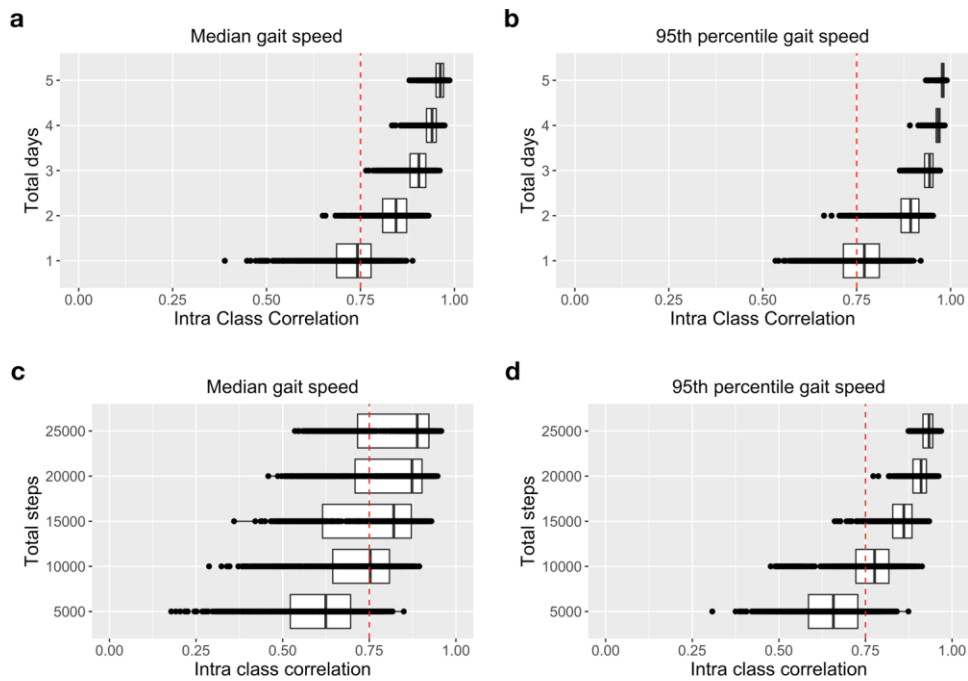 a
Median gait speed
Total days
5
4
3
2
1
0.00 0.25 0.50 0.75 1.00
Intra Class Correlation
b
95th percentile gait speed
Total days
5
4
3
2
1
0.00 0.25 0.50 0.75 1.00
Intra Class Correlation
c
Median gait speed
Total steps
25000
20000
15000
10000
5000
0.00 0.25 0.50 0.75 1.00
Intra class correlation
d
95th percentile gait speed
Total steps
25000
20000
15000
10000
5000
0.00 0.25 0.50 0.75 1.00
Intra class correlation